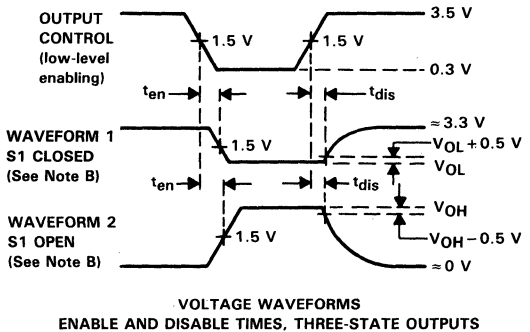 OUTPUT
CONTROL
(low-level
enabling)
1.5 V
1.5 V
3.5 V
0.3 V
ten
tdis
WAVEFORM 1
S1 CLOSED
(See Note B)
1.5 V
≈3.3 V
VOL+0.5 V
VOL
ten
tdis
WAVEFORM 2
S1 OPEN
(See Note B)
1.5 V
VOH
VOH−0.5 V
≈0 V
VOLTAGE WAVEFORMS
ENABLE AND DISABLE TIMES, THREE-STATE OUTPUTS